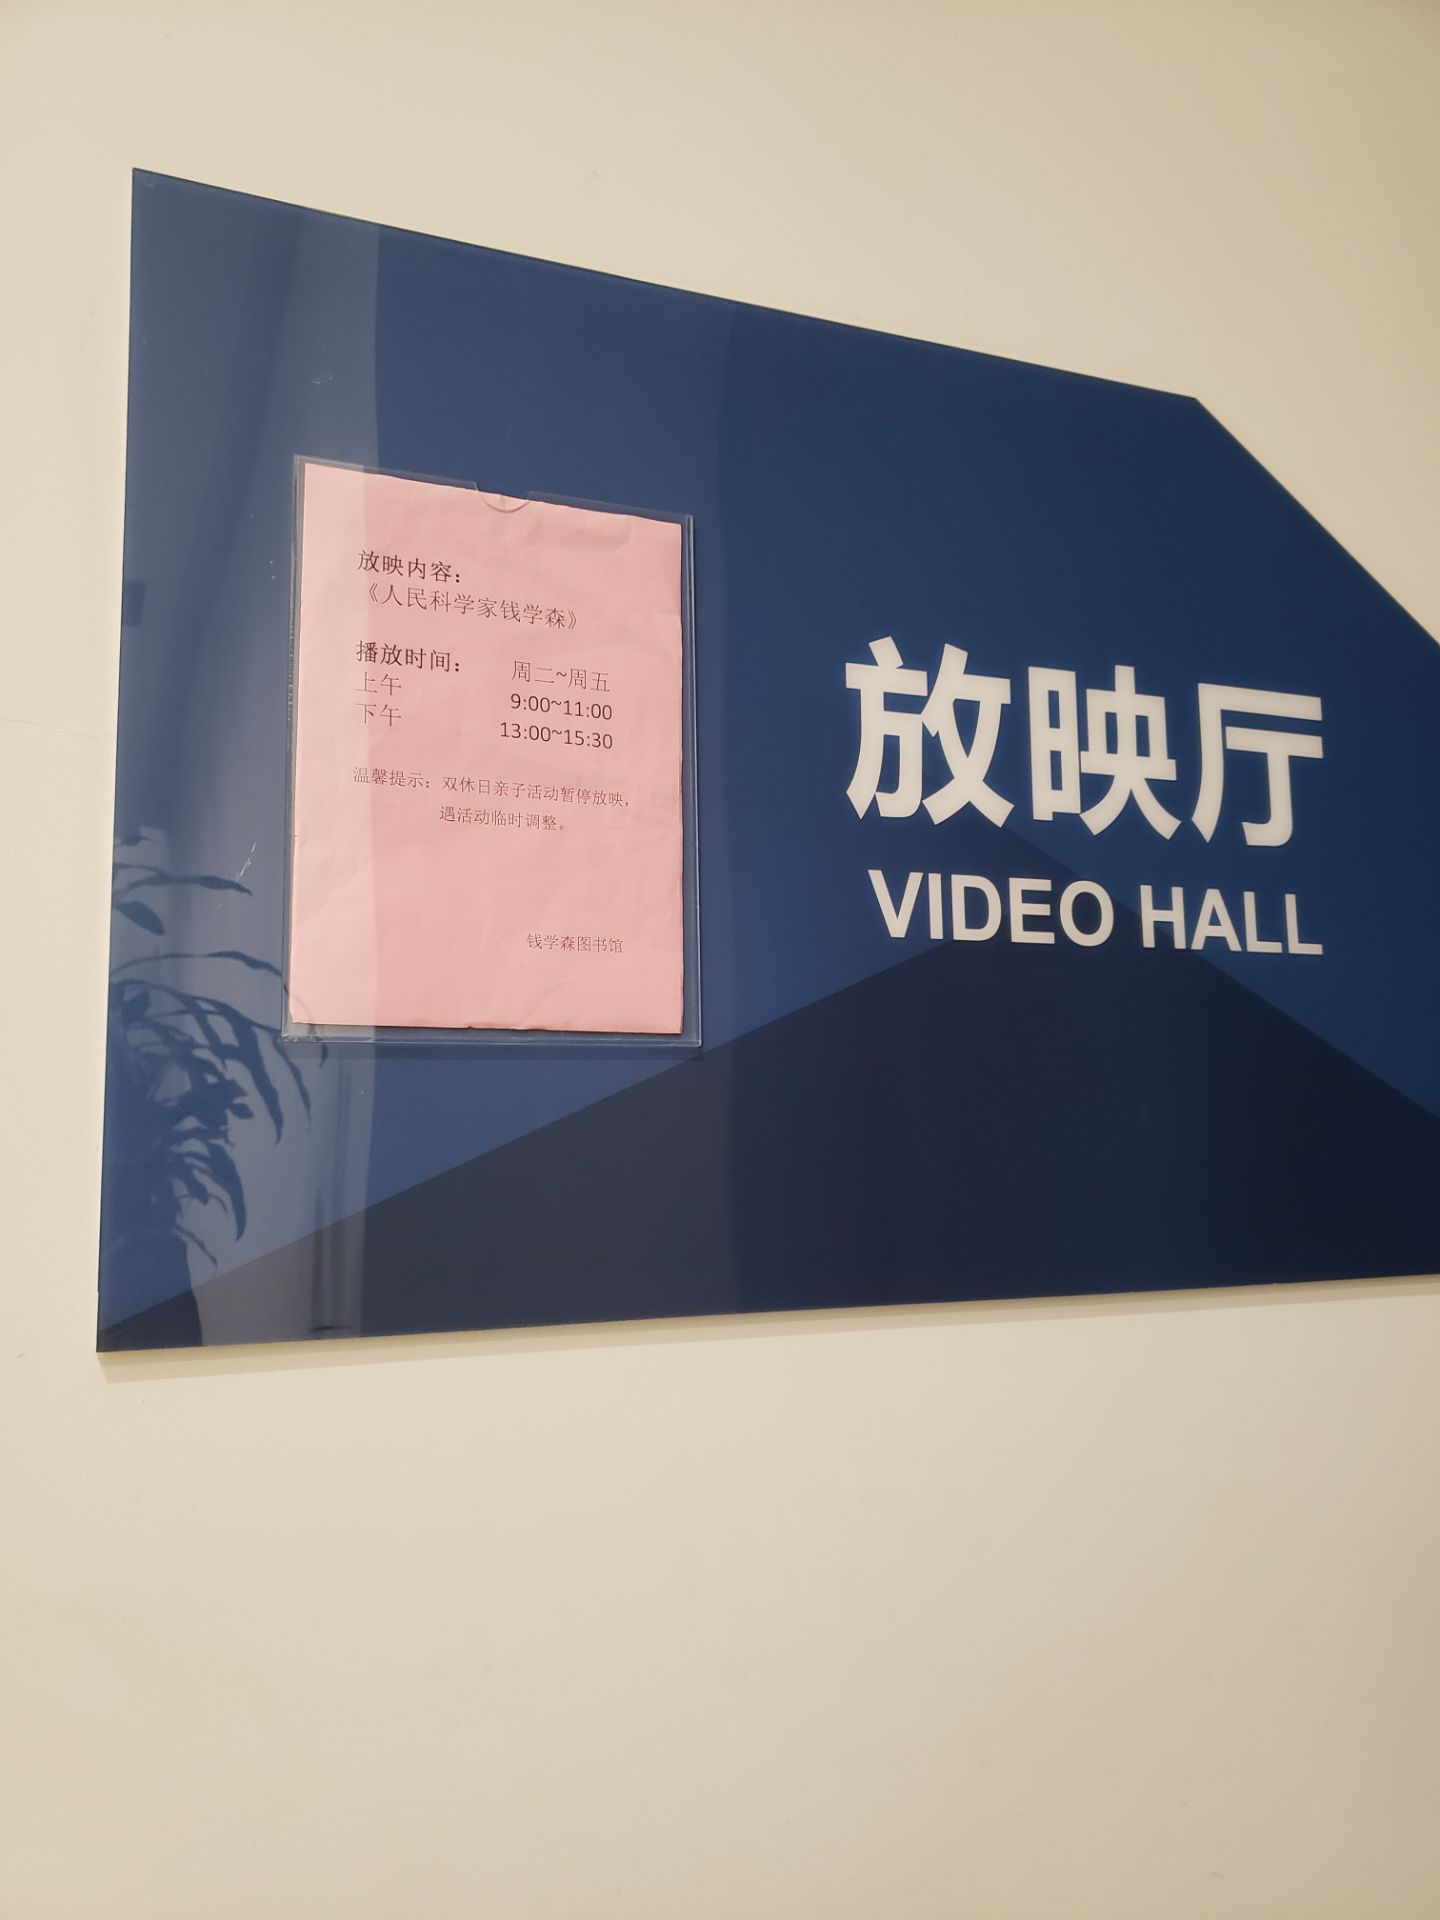 放映内容：
《人民科学家钱学森》
播放时间： 周二~周五
上午 9:00~11:00
下午 13:00~15:30
温馨提示：双休日亲子活动暂停放映，
遇活动临时调整。
钱学森图书馆
放映厅
VIDEO HALL